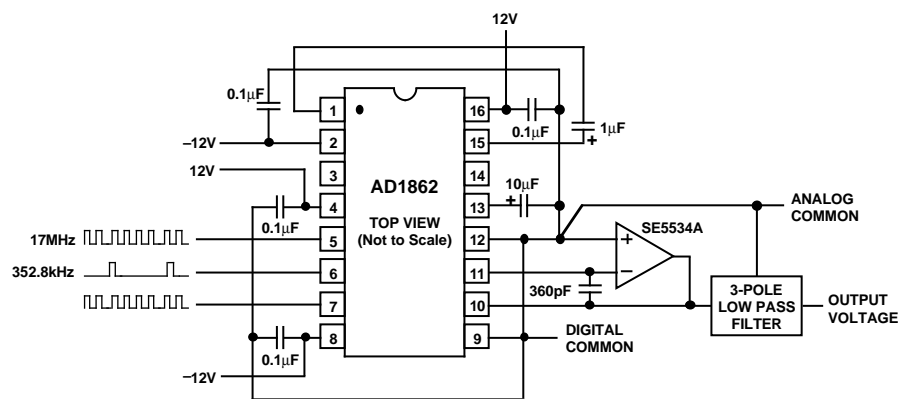 12V
0.1µF
1
16
0.1µF
1µF
+
–12V
2
15
12V
3
14
AD1862
10µF
+
4
13
ANALOG
COMMON
0.1µF
TOP VIEW
(Not to Scale)
SE5534A
17MHz
5
12
+
352.8kHz
6
11
–
360pF
3-POLE
LOW PASS
FILTER
OUTPUT
VOLTAGE
7
10
DIGITAL
COMMON
8
9
0.1µF
–12V